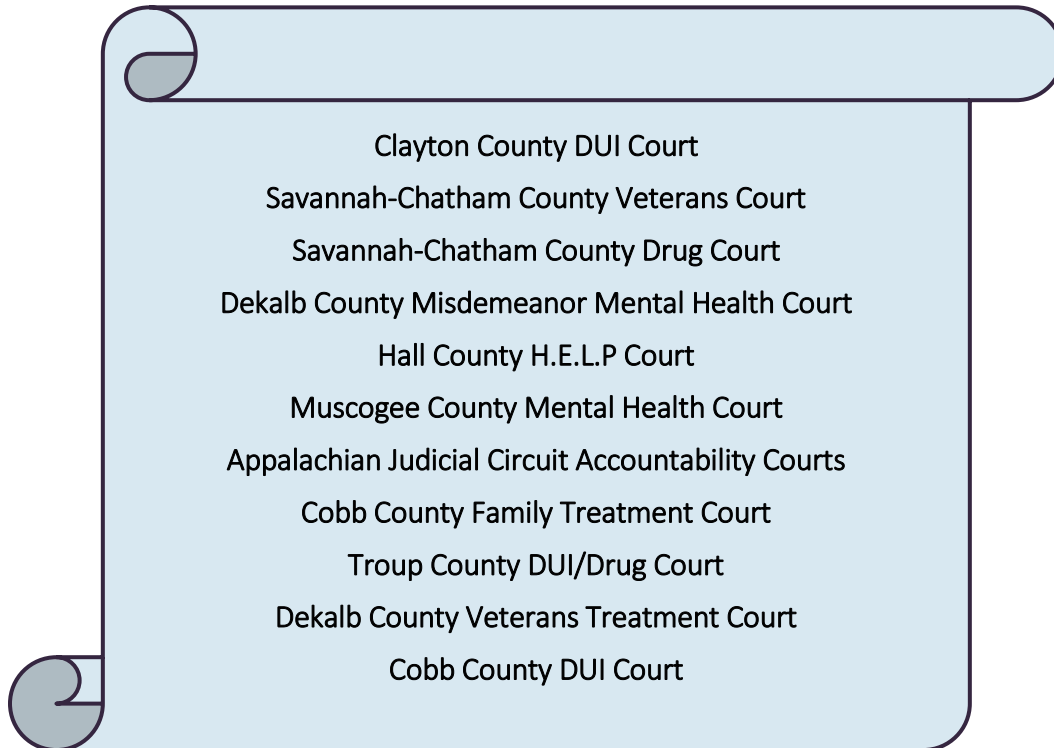 Clayton County DUI Court
Savannah-Chatham County Veterans Court
Savannah-Chatham County Drug Court
Dekalb County Misdemeanor Mental Health Court
Hall County H.E.L.P Court
Muscogee County Mental Health Court
Appalachian Judicial Circuit Accountability Courts
Cobb County Family Treatment Court
Troup County DUI/Drug Court
Dekalb County Veterans Treatment Court
Cobb County DUI Court